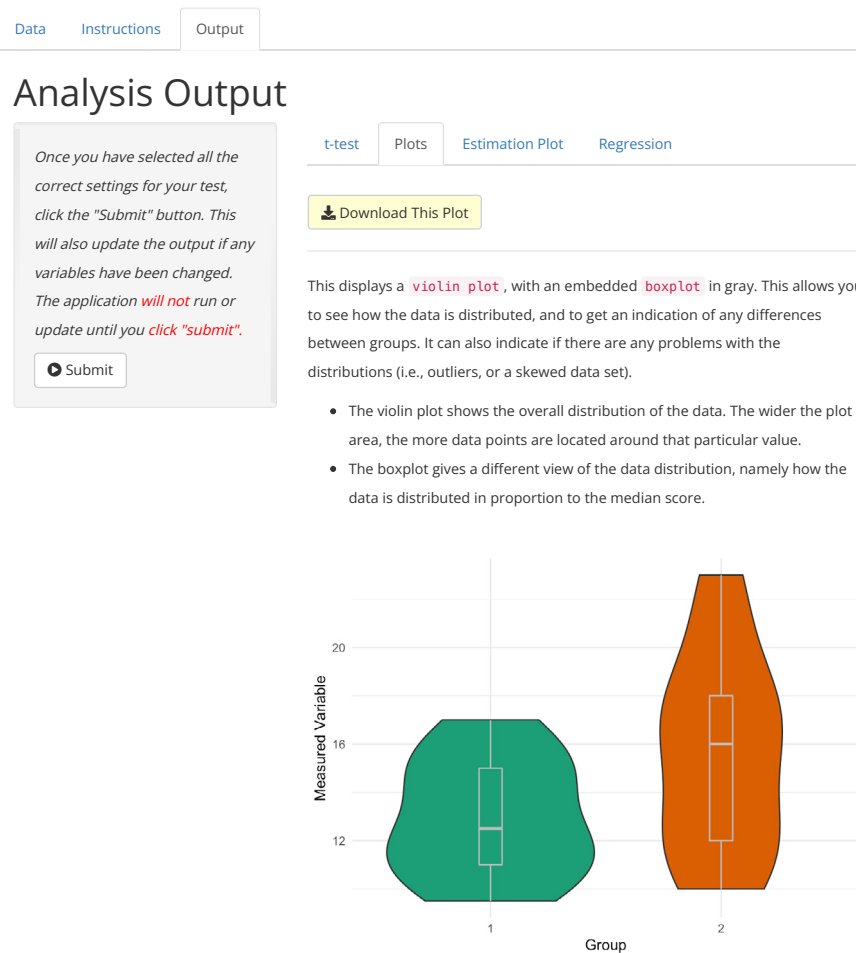 Data Instructions Output
Analysis Output
Once you have selected all the
correct settings for your test,
click the "Submit" button. This
will also update the output if any
variables have been changed.
The application will not run or
update until you click "submit".
Submit
t-test Plots Estimation Plot Regression
Download This Plot
This displays a violin plot, with an embedded boxplot in gray. This allows you
to see how the data is distributed, and to get an indication of any differences
between groups. It can also indicate if there are any problems with the
distributions (i.e., outliers, or a skewed data set).
The violin plot shows the overall distribution of the data. The wider the plot
area, the more data points are located around that particular value.
The boxplot gives a different view of the data distribution, namely how the
data is distributed in proportion to the median score.
Measured Variable
20
16
12
1 2
Group